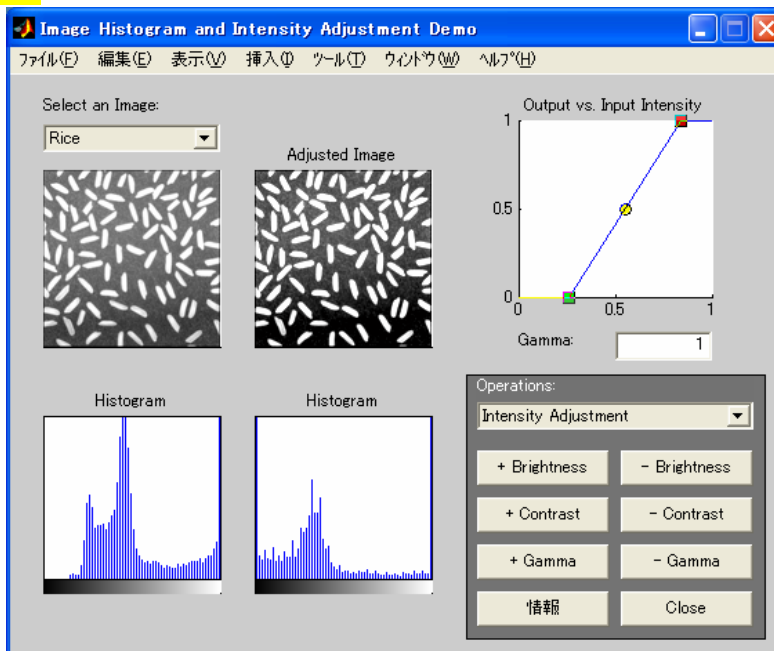 Image Histogram and Intensity Adjustment Demo
ファイル(F) 編集(E) 表示(V) 挿入(I) ツール(T) ウィンドウ(W) ヘルプ(H)
Select an Image:
Rice
Adjusted Image
Output vs. Input Intensity
1
0.5
0
0 0.5 1
Gamma: 1
Histogram
Histogram
Operations:
Intensity Adjustment
+ Brightness - Brightness
+ Contrast - Contrast
+ Gamma - Gamma
情報 Close